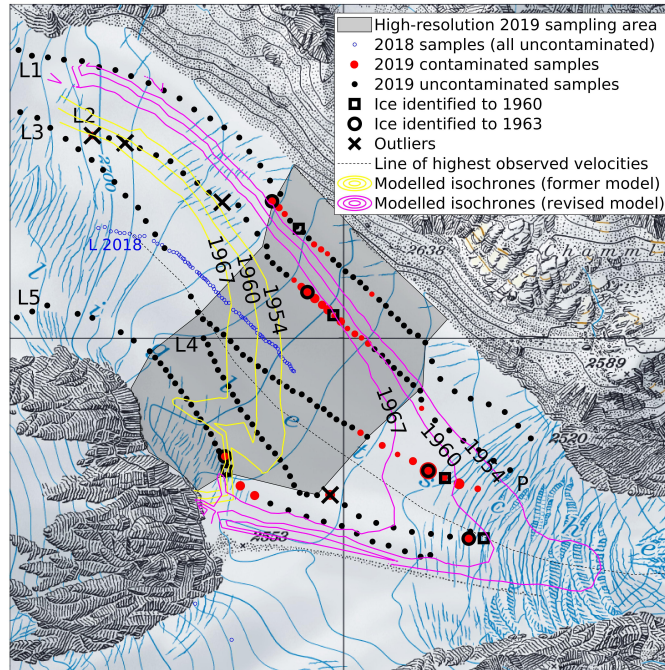 High-resolution 2019 sampling area
2018 samples (all uncontaminated)
2019 contaminated samples
2019 uncontaminated samples
Ice identified to 1960
Ice identified to 1963
Outliers
Line of highest observed velocities
Modelled isochrones (former model)
Modelled isochrones (revised model)
L1
L2
L3
2700
L 2018
2638
c h a m m
1967
1960
1954
L5
L4
2589
1967
1960
1954
2520
P
2553